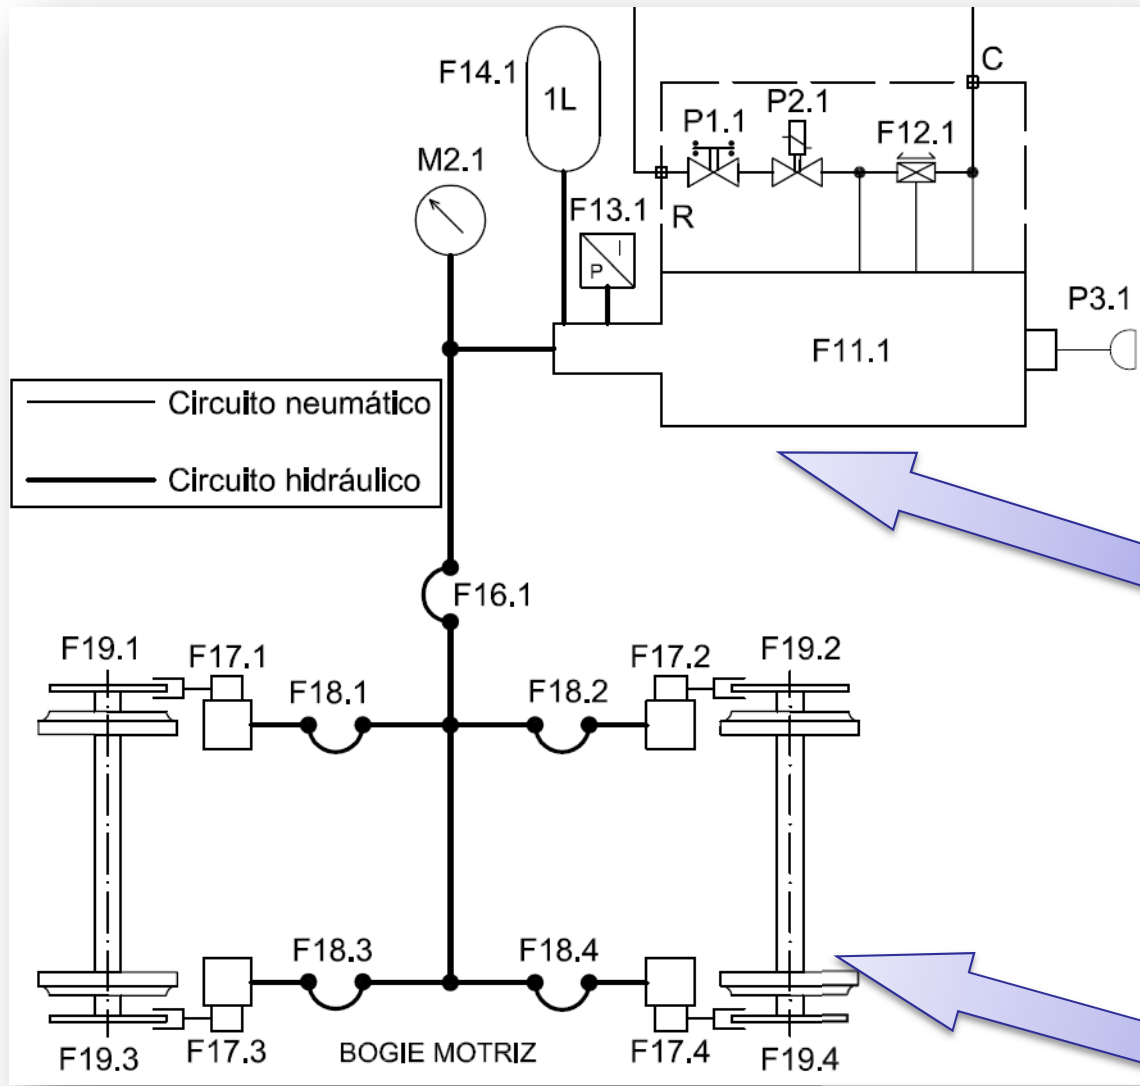 F14.1
1L
C
P2.1
P1.1
F12.1
M2.1
F13.1
R
I
P
P3.1
F11.1
Circuito neumático
Circuito hidráulico
F16.1
F19.1
F17.1
F17.2
F19.2
F18.1
F18.2
F18.3
F18.4
F19.3
F17.3
BOGIE MOTRIZ
F17.4
F19.4